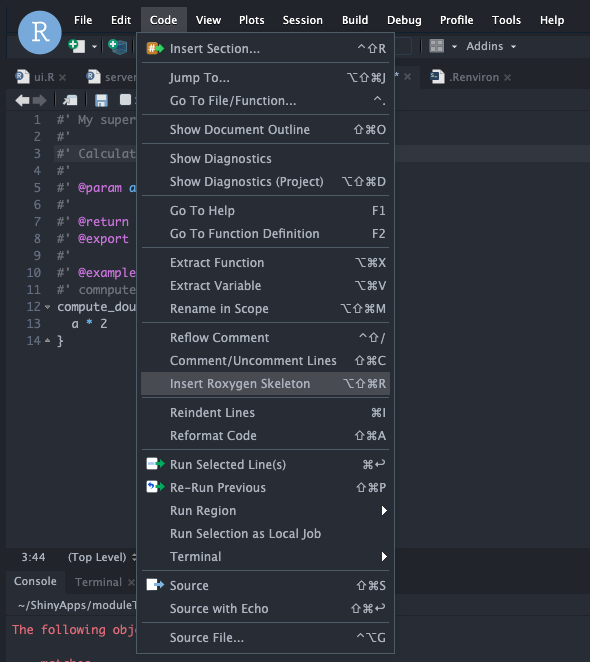 R File Edit Code View Plots Session Build Debug Profile Tools Help
Addins
ui.R × server * × .Renviron ×
1 #' My super
2 #'
3 #' Calculat
4 #'
5 #' @param a
6 #'
7 #' @return
8 #' @export
9 #'
10 #' @example
11 #' comnpute
12 compute_dou
13 a * 2
14 }
Insert Section... ⌃⇧R
Jump To... ⌥⇧⌘J
Go To File/Function... ⌃.
Show Document Outline ⇧⌘O
Show Diagnostics
Show Diagnostics (Project) ⌥⇧⌘D
Go To Help F1
Go To Function Definition F2
Extract Function ⌥⌘X
Extract Variable ⌥⌘V
Rename in Scope ⌥⇧⌘M
Reflow Comment ⌃⇧/
Comment/Uncomment Lines ⇧⌘C
Insert Roxygen Skeleton ⌥⇧⌘R
Reindent Lines ⌘I
Reformat Code ⇧⌘A
Run Selected Line(s) ⌘↩
Re-Run Previous ⇧⌘P
Run Region
Run Selection as Local Job
Terminal
Source ⇧⌘S
Source with Echo ⇧⌘↩
Source File... ⌃⌥G
3:44 (Top Level)
Console Terminal ×
~/ShinyApps/module
The following obj